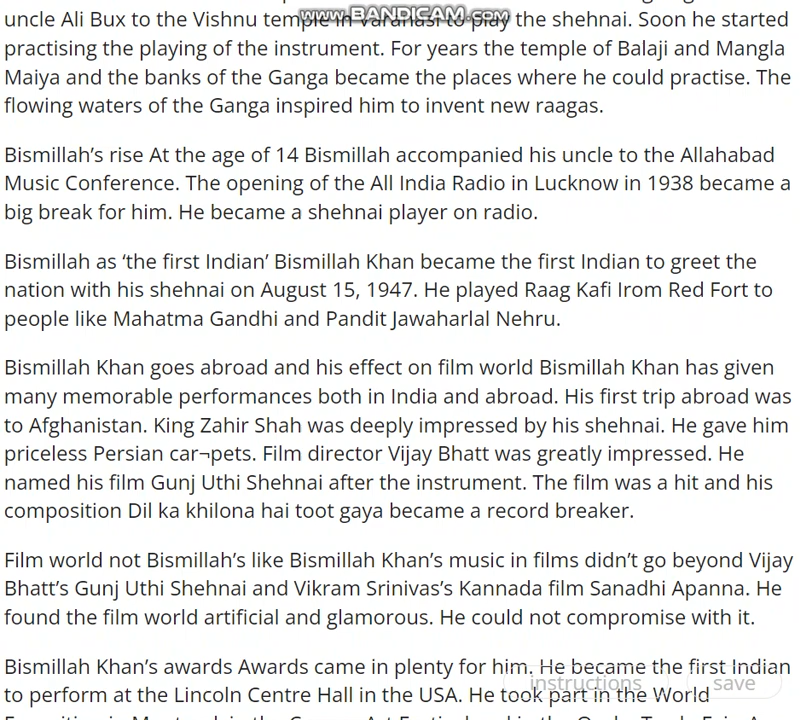 www.BANDICAM.com
uncle Ali Bux to the Vishnu temple in Varanasi to play the shehnai. Soon he started
practising the playing of the instrument. For years the temple of Balaji and Mangla
Maiya and the banks of the Ganga became the places where he could practise. The
flowing waters of the Ganga inspired him to invent new raagas.
Bismillah’s rise At the age of 14 Bismillah accompanied his uncle to the Allahabad
Music Conference. The opening of the All India Radio in Lucknow in 1938 became a
big break for him. He became a shehnai player on radio.
Bismillah as ‘the first Indian’ Bismillah Khan became the first Indian to greet the
nation with his shehnai on August 15, 1947. He played Raag Kafi Irom Red Fort to
people like Mahatma Gandhi and Pandit Jawaharlal Nehru.
Bismillah Khan goes abroad and his effect on film world Bismillah Khan has given
many memorable performances both in India and abroad. His first trip abroad was
to Afghanistan. King Zahir Shah was deeply impressed by his shehnai. He gave him
priceless Persian car¬pets. Film director Vijay Bhatt was greatly impressed. He
named his film Gunj Uthi Shehnai after the instrument. The film was a hit and his
composition Dil ka khilona hai toot gaya became a record breaker.
Film world not Bismillah’s like Bismillah Khan’s music in films didn’t go beyond Vijay
Bhatt’s Gunj Uthi Shehnai and Vikram Srinivas’s Kannada film Sanadhi Apanna. He
found the film world artificial and glamorous. He could not compromise with it.
Bismillah Khan’s awards Awards came in plenty for him. He became the first Indian
instructions save
to perform at the Lincoln Centre Hall in the USA. He took part in the World